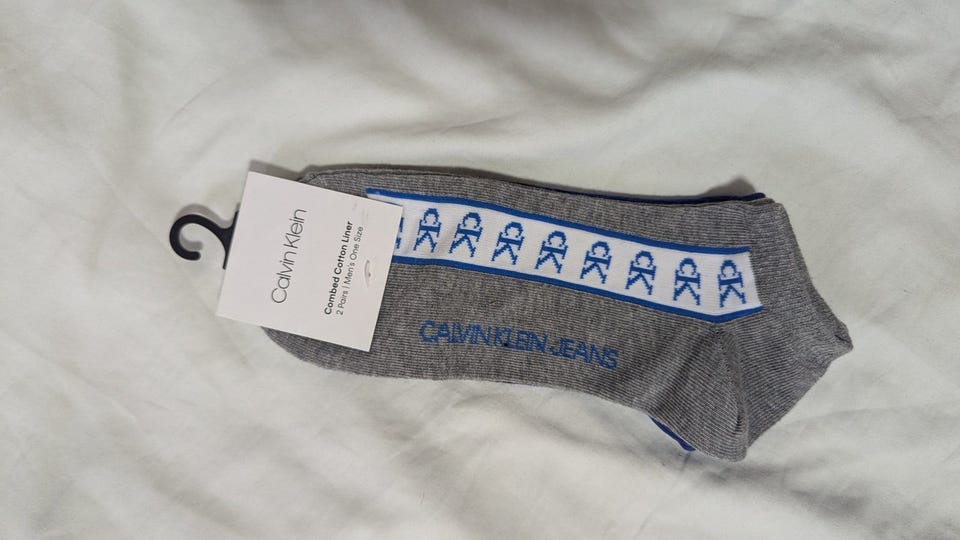 Calvin Klein
Combed Cotton Liner
2 Pairs | Men's One Size
CK CK CK CK CK CK CK CK
CALVIN KLEIN JEANS